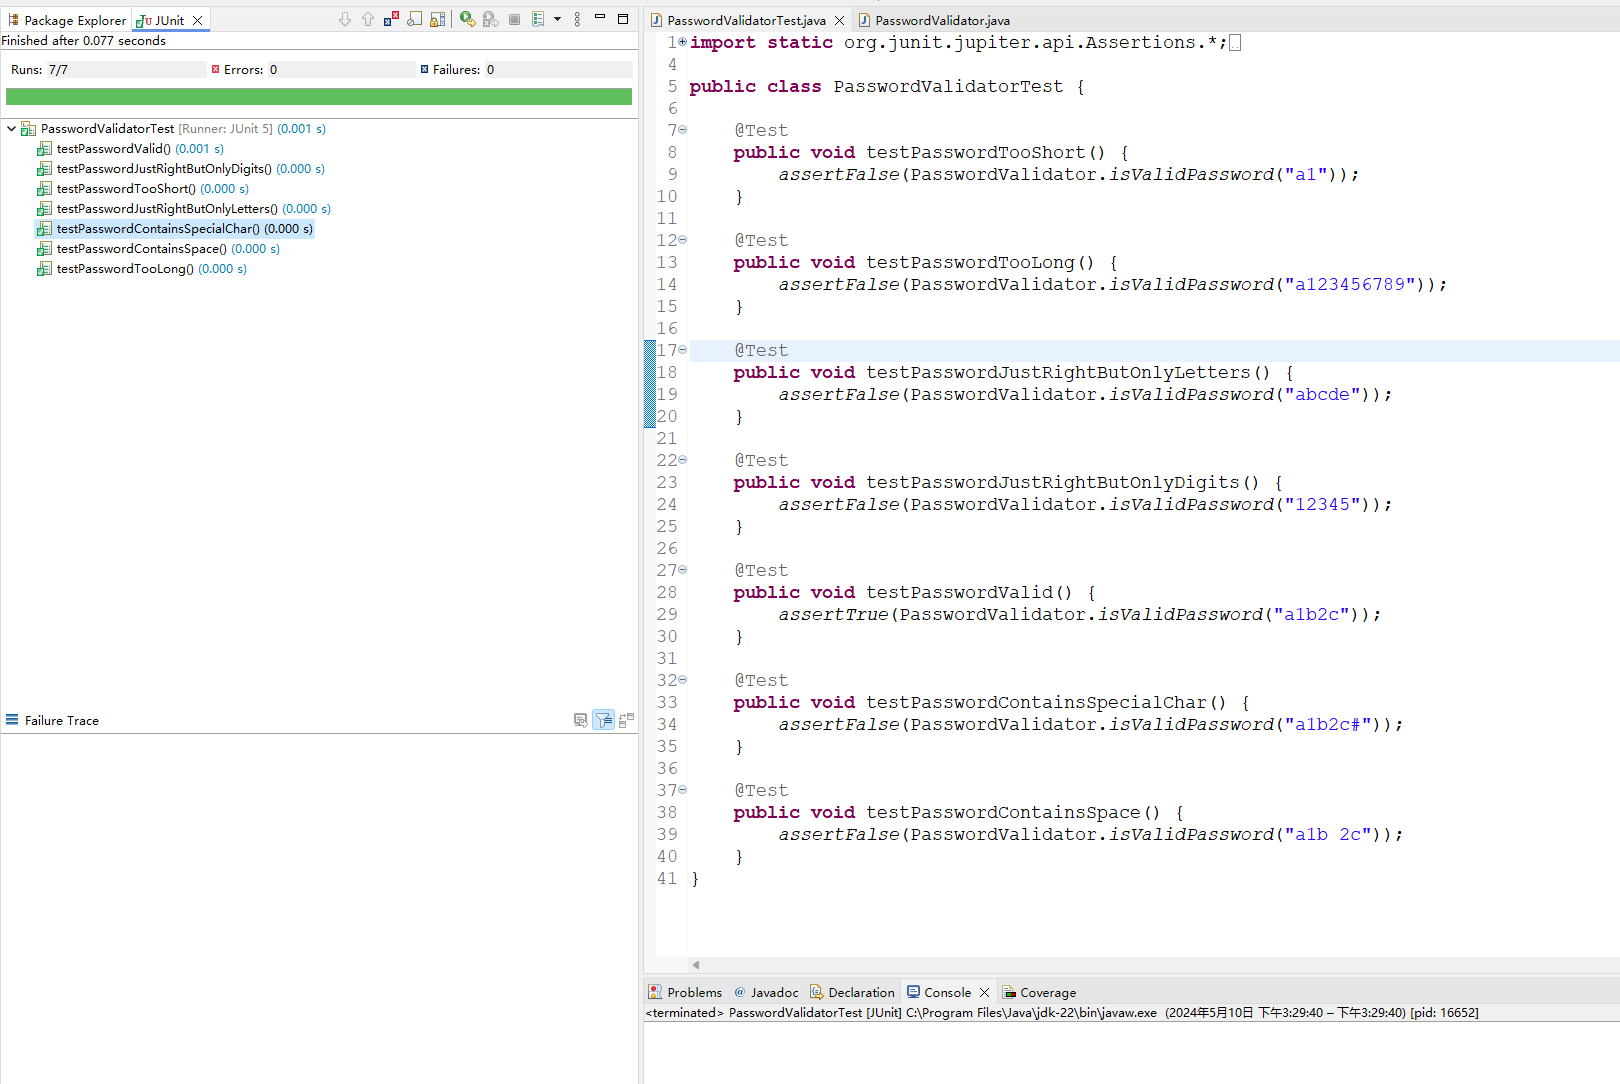 Package Explorer
JUnit
Finished after 0.077 seconds
Runs: 7/7
Errors: 0
Failures: 0
PasswordValidatorTest [Runner: JUnit 5] (0.001 s)
testPasswordValid() (0.001 s)
testPasswordJustRightButOnlyDigits() (0.000 s)
testPasswordTooShort() (0.000 s)
testPasswordJustRightButOnlyLetters() (0.000 s)
testPasswordContainsSpecialChar() (0.000 s)
testPasswordContainsSpace() (0.000 s)
testPasswordTooLong() (0.000 s)
Failure Trace
PasswordValidatorTest.java
PasswordValidator.java
1 import static org.junit.jupiter.api.Assertions.*;
4
5 public class PasswordValidatorTest {
6
7 @Test
8 public void testPasswordTooShort() {
9 assertFalse(PasswordValidator.isValidPassword("a1"));
10 }
11
12 @Test
13 public void testPasswordTooLong() {
14 assertFalse(PasswordValidator.isValidPassword("a123456789"));
15 }
16
17 @Test
18 public void testPasswordJustRightButOnlyLetters() {
19 assertFalse(PasswordValidator.isValidPassword("abcde"));
20 }
21
22 @Test
23 public void testPasswordJustRightButOnlyDigits() {
24 assertFalse(PasswordValidator.isValidPassword("12345"));
25 }
26
27 @Test
28 public void testPasswordValid() {
29 assertTrue(PasswordValidator.isValidPassword("a1b2c"));
30 }
31
32 @Test
33 public void testPasswordContainsSpecialChar() {
34 assertFalse(PasswordValidator.isValidPassword("a1b2c#"));
35 }
36
37 @Test
38 public void testPasswordContainsSpace() {
39 assertFalse(PasswordValidator.isValidPassword("a1b 2c"));
40 }
41 }
Problems
@ Javadoc
Declaration
Console
Coverage
<terminated> PasswordValidatorTest [JUnit] C:\Program Files\Java\jdk-22\bin\javaw.exe (2024年5月10日 下午3:29:40 – 下午3:29:40) [pid: 16652]